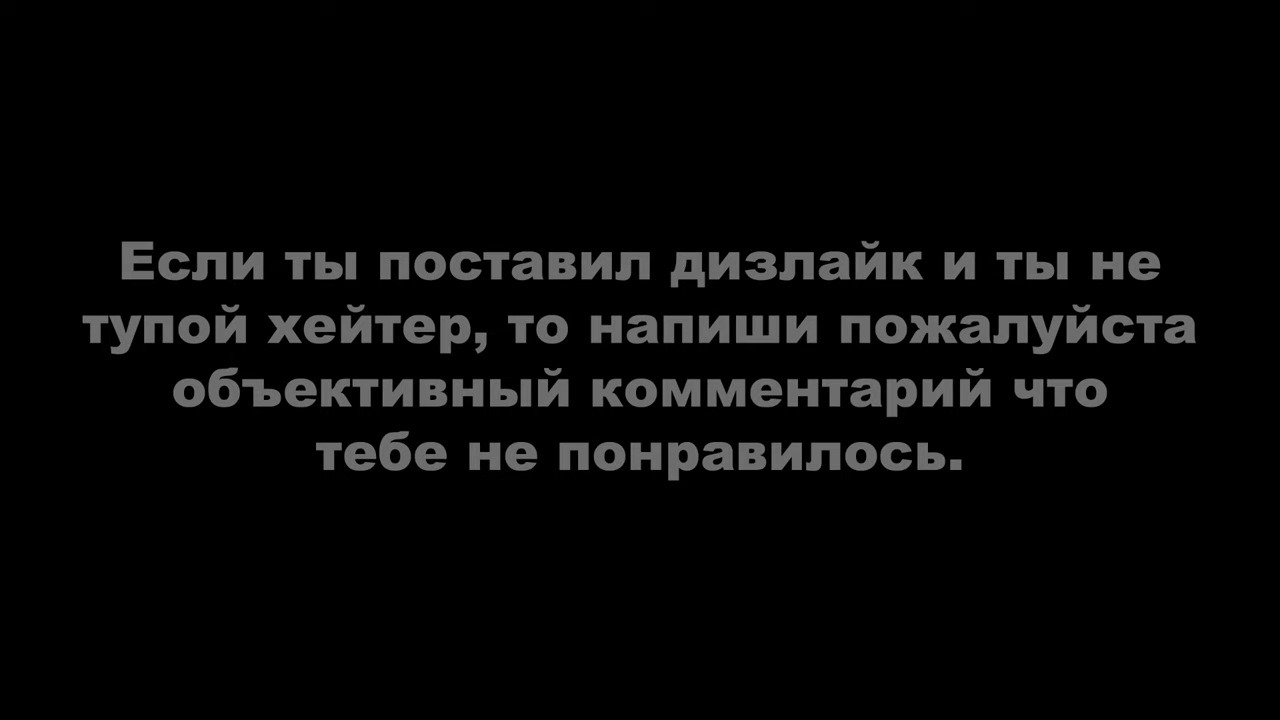 Если ты поставил дизлайк и ты не
тупой хейтер, то напиши пожалуйста
объективный комментарий что
тебе не понравилось.